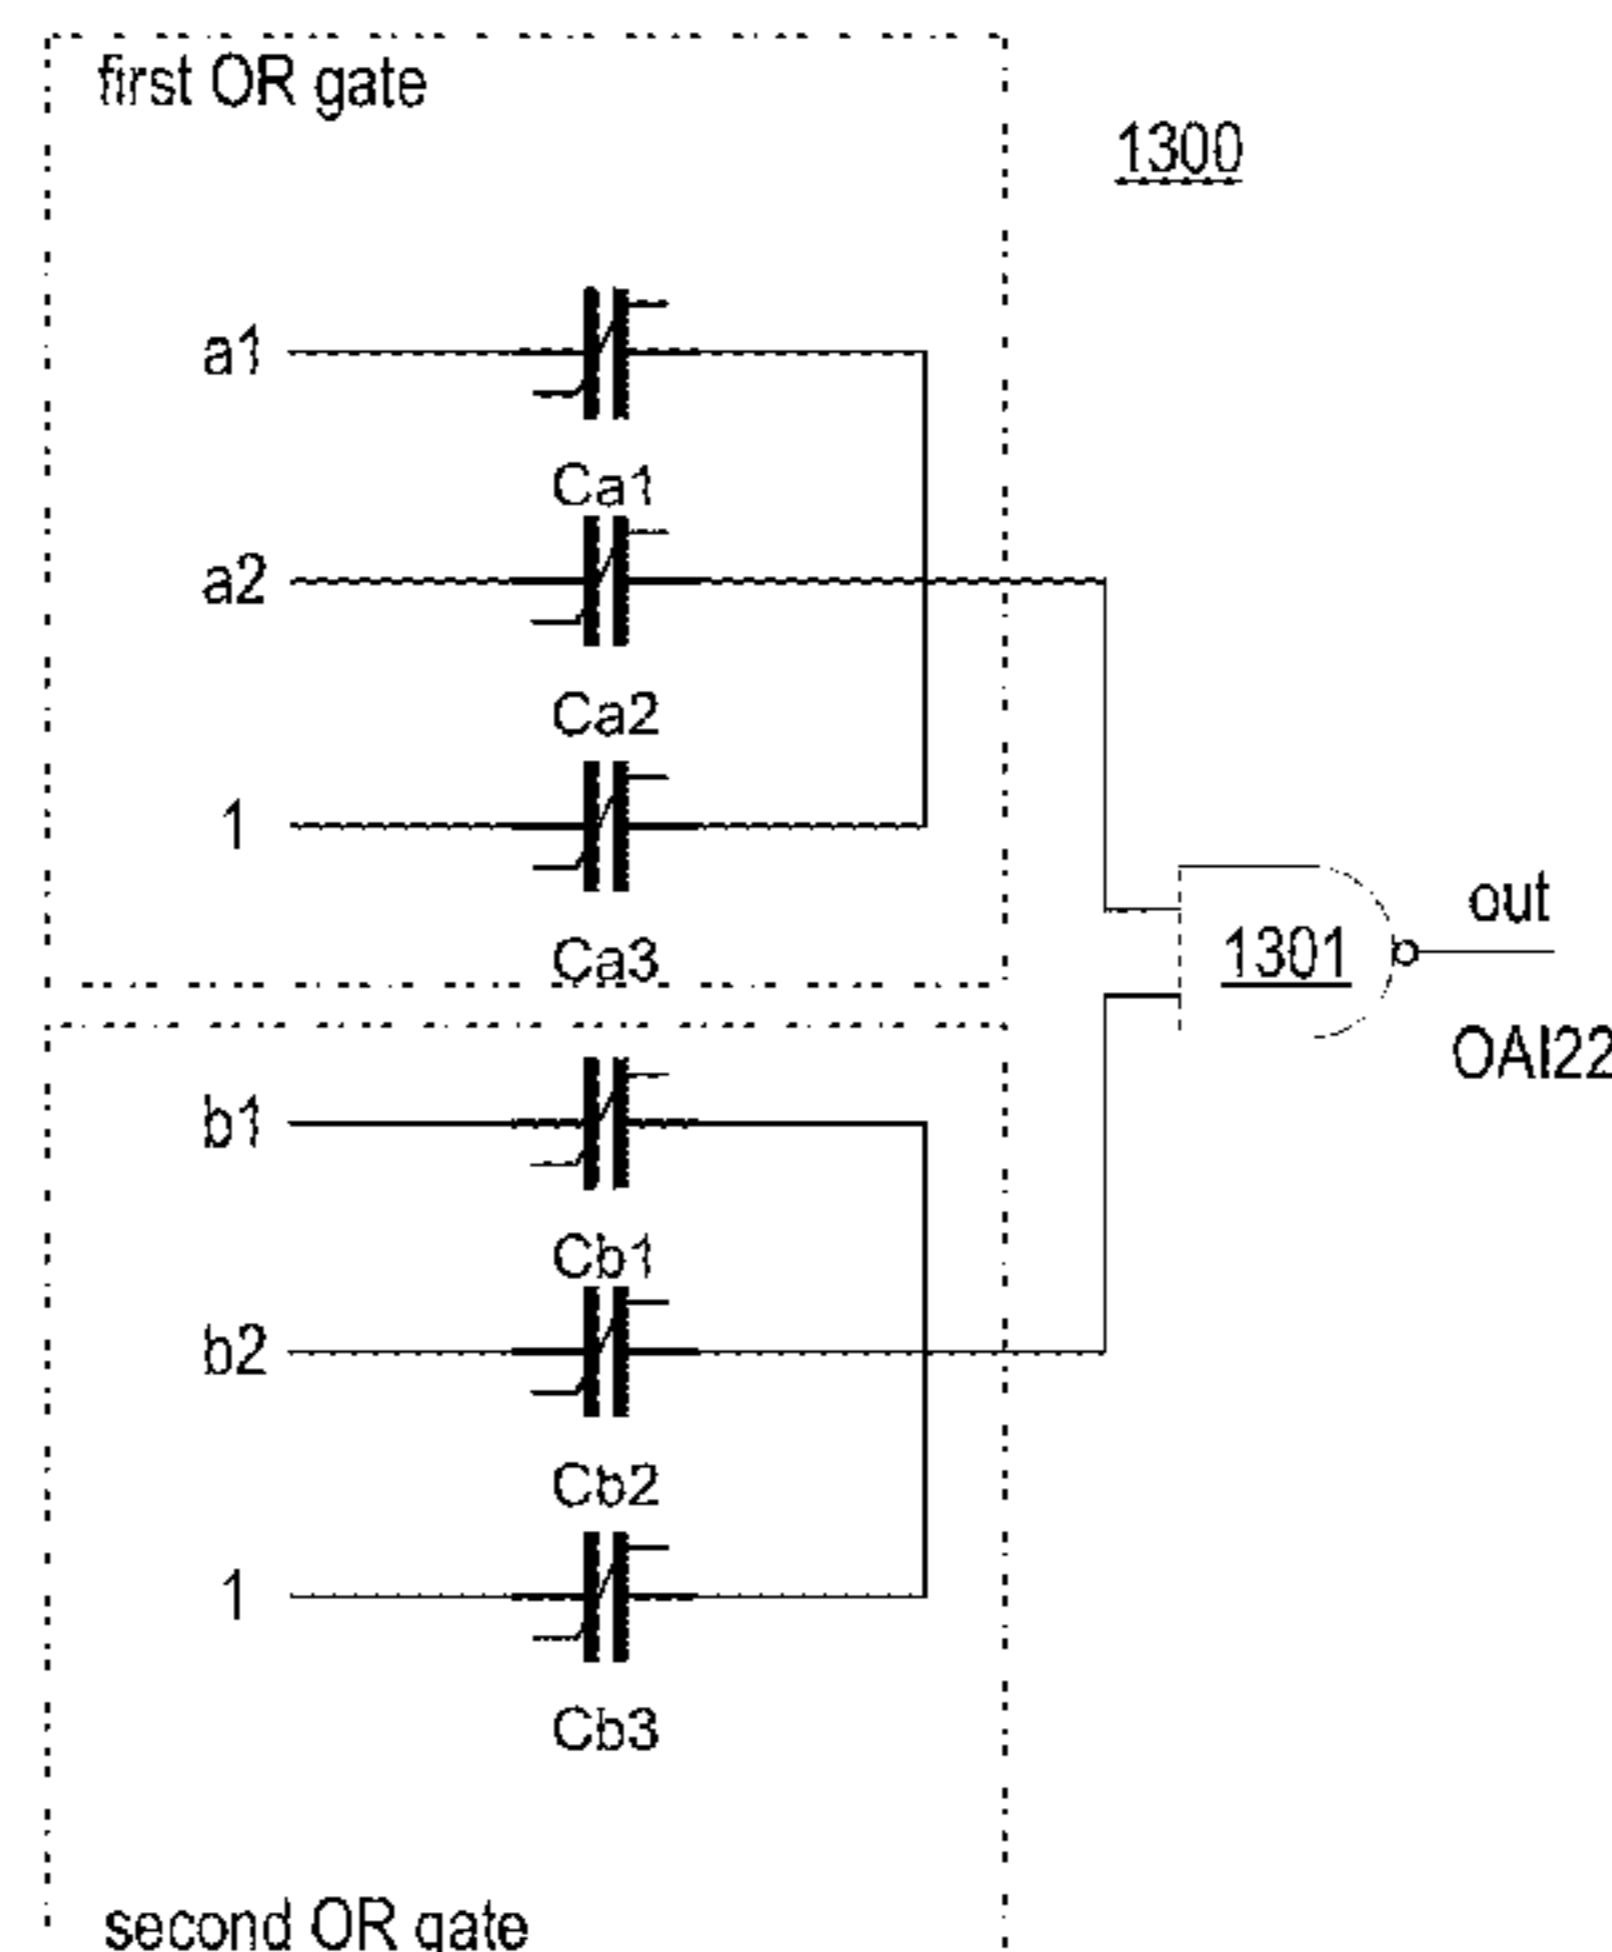 first OR gate
1300
a1
Ca1
a2
Ca2
1
Ca3
out
1301
OAI22
b1
Cb1
b2
Cb2
1
Cb3
second OR gate